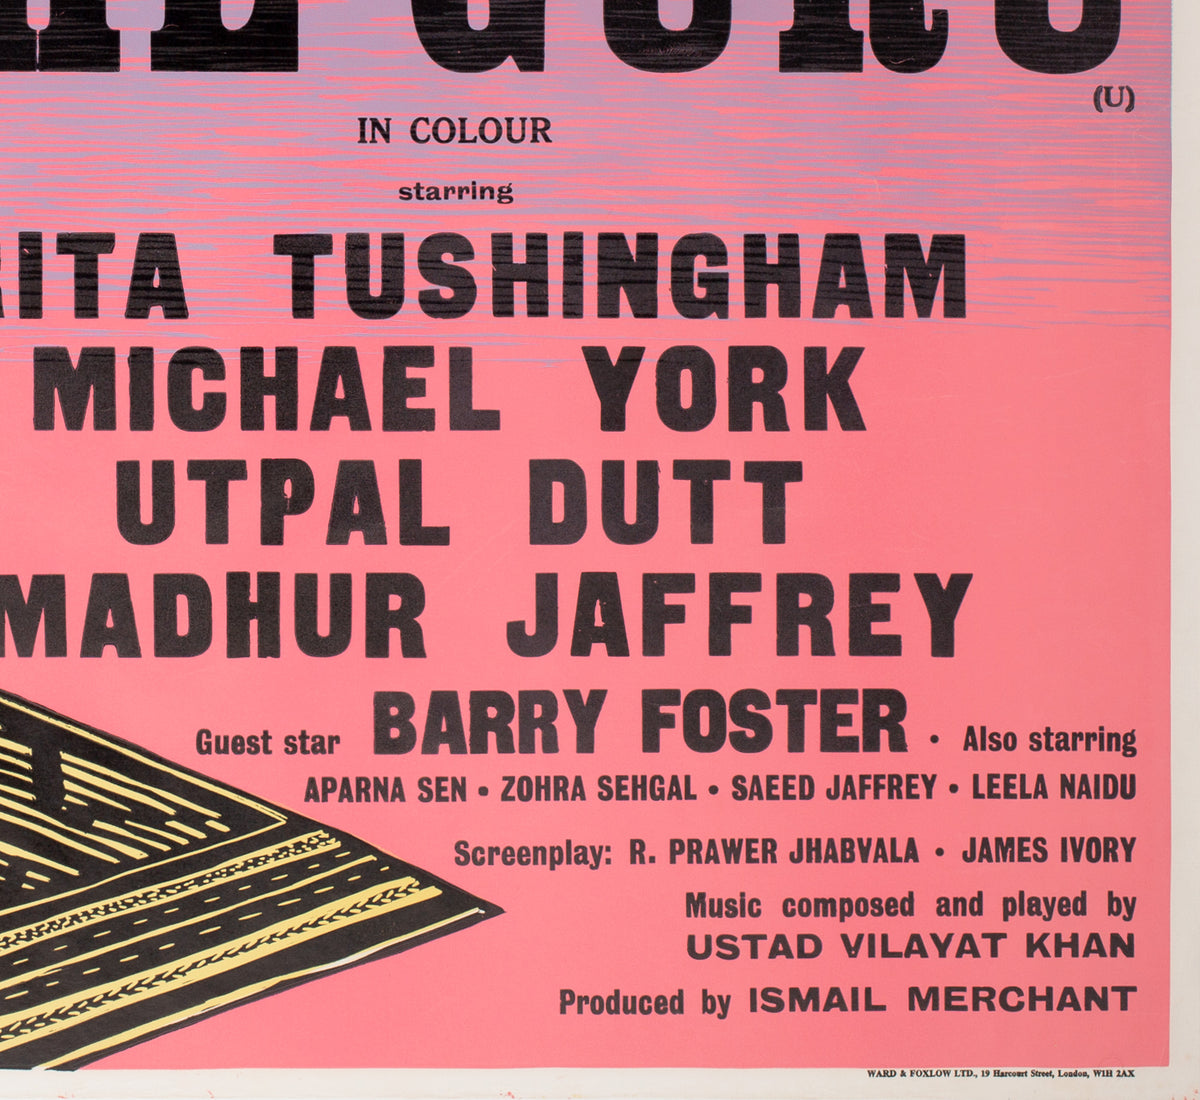 GURU
(U)
IN COLOUR
starring
RITA TUSHINGHAM
MICHAEL YORK
UTPAL DUTT
MADHUR JAFFREY
Guest star BARRY FOSTER • Also starring
APARNA SEN • ZOHRA SEHGAL • SAEED JAFFREY • LEELA NAIDU
Screenplay: R. PRAWER JHABVALA • JAMES IVORY
Music composed and played by
USTAD VILAYAT KHAN
Produced by ISMAIL MERCHANT
WARD & FOXLOW LTD., 19 Harcourt Street, London, W1H 2AX